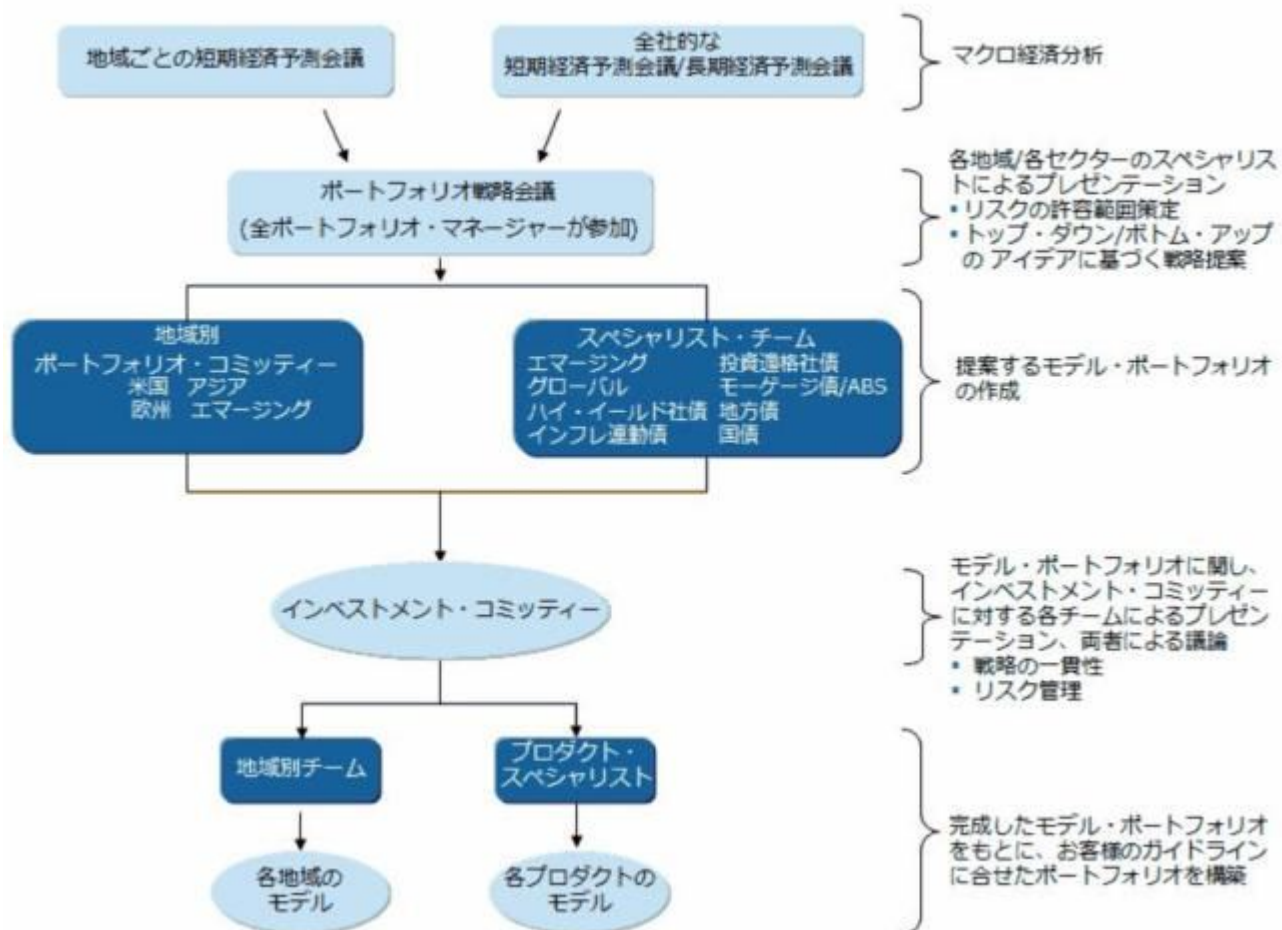 地域ごとの短期経済予測会議
全社的な
短期経済予測会議/長期経済予測会議
マクロ経済分析
ポートフォリオ戦略会議
(全ポートフォリオ・マネージャーが参加)
各地域/各セクターのスペシャリス
トによるプレゼンテーション
▪ リスクの許容範囲策定
▪ トップ・ダウン/ボトム・アップ
の アイデアに基づく戦略提案
地域別
ポートフォリオ・コミッティー
米国 アジア
欧州 エマージング
スペシャリスト・チーム
エマージング 投資適格社債
グローバル モーゲージ債/ABS
ハイ・イールド社債 地方債
インフレ連動債 国債
提案するモデル・ポートフォリオ
の作成
インベストメント・コミッティー
モデル・ポートフォリオに関し、
インベストメント・コミッティー
に対する各チームによるプレゼン
テーション、両者による議論
▪ 戦略の一貫性
▪ リスク管理
地域別チーム
プロダクト・
スペシャリスト
各地域の
モデル
各プロダクトの
モデル
完成したモデル・ポートフォリオ
をもとに、お客様のガイドライン
に合せたポートフォリオを構築